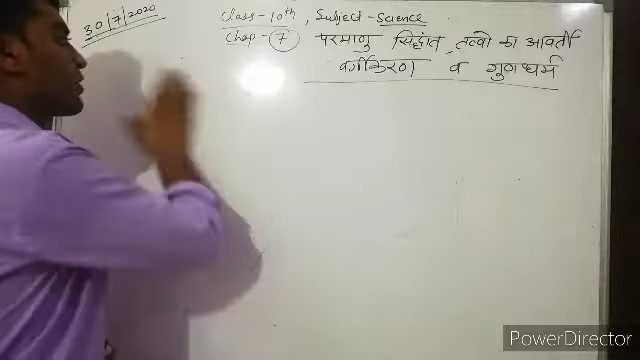 30/7/2020
Class-10th, Subject-Science
Chap-7 परमाणु सिद्धांत, तत्वो का आवर्ती
वर्गीकरण व गुणधर्म
PowerDirector